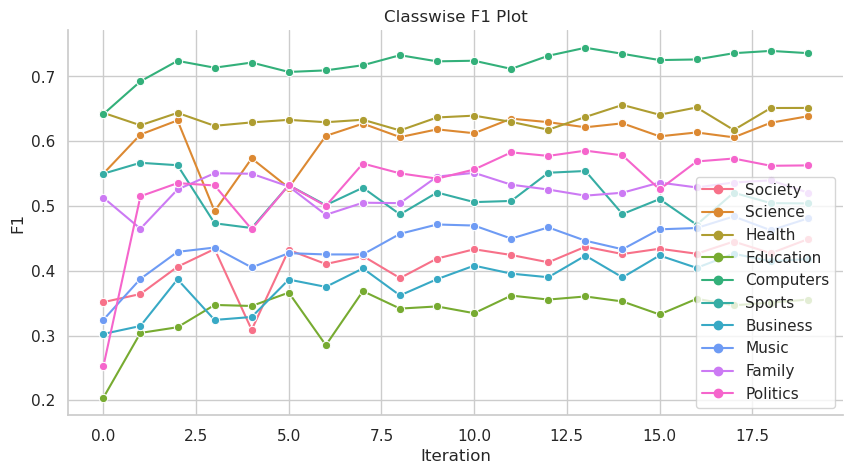 Classwise F1 Plot
F1
0.7
0.6
0.5
0.4
0.3
0.2
Society
Science
Health
Education
Computers
Sports
Business
Music
Family
Politics
0.0 2.5 5.0 7.5 10.0 12.5 15.0 17.5
Iteration